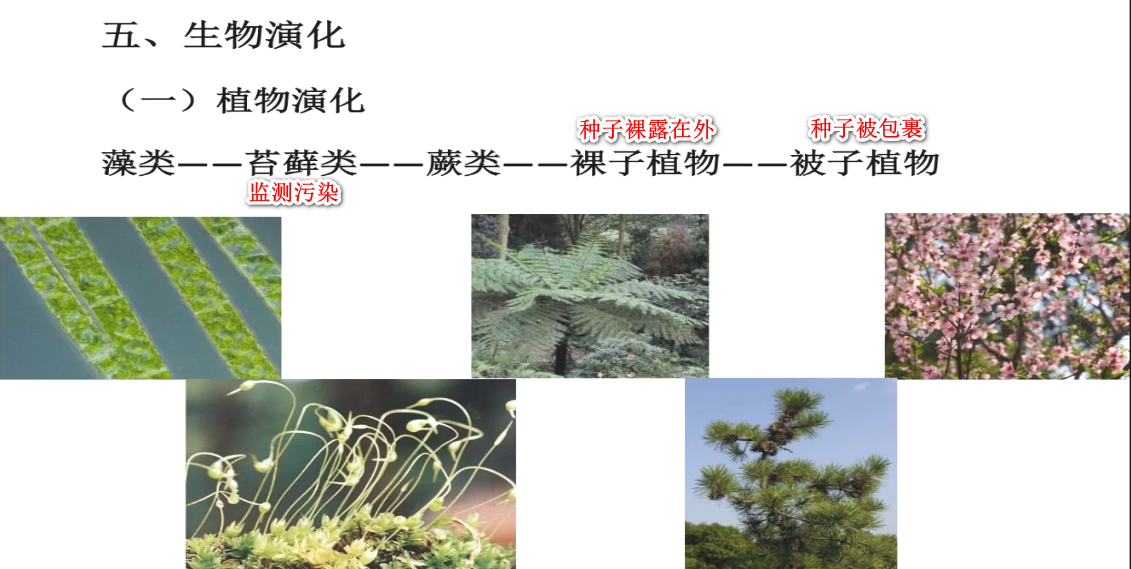 五、生物演化
（一）植物演化
种子裸露在外 种子被包裹
藻类——苔藓类——蕨类——裸子植物——被子植物
监测污染